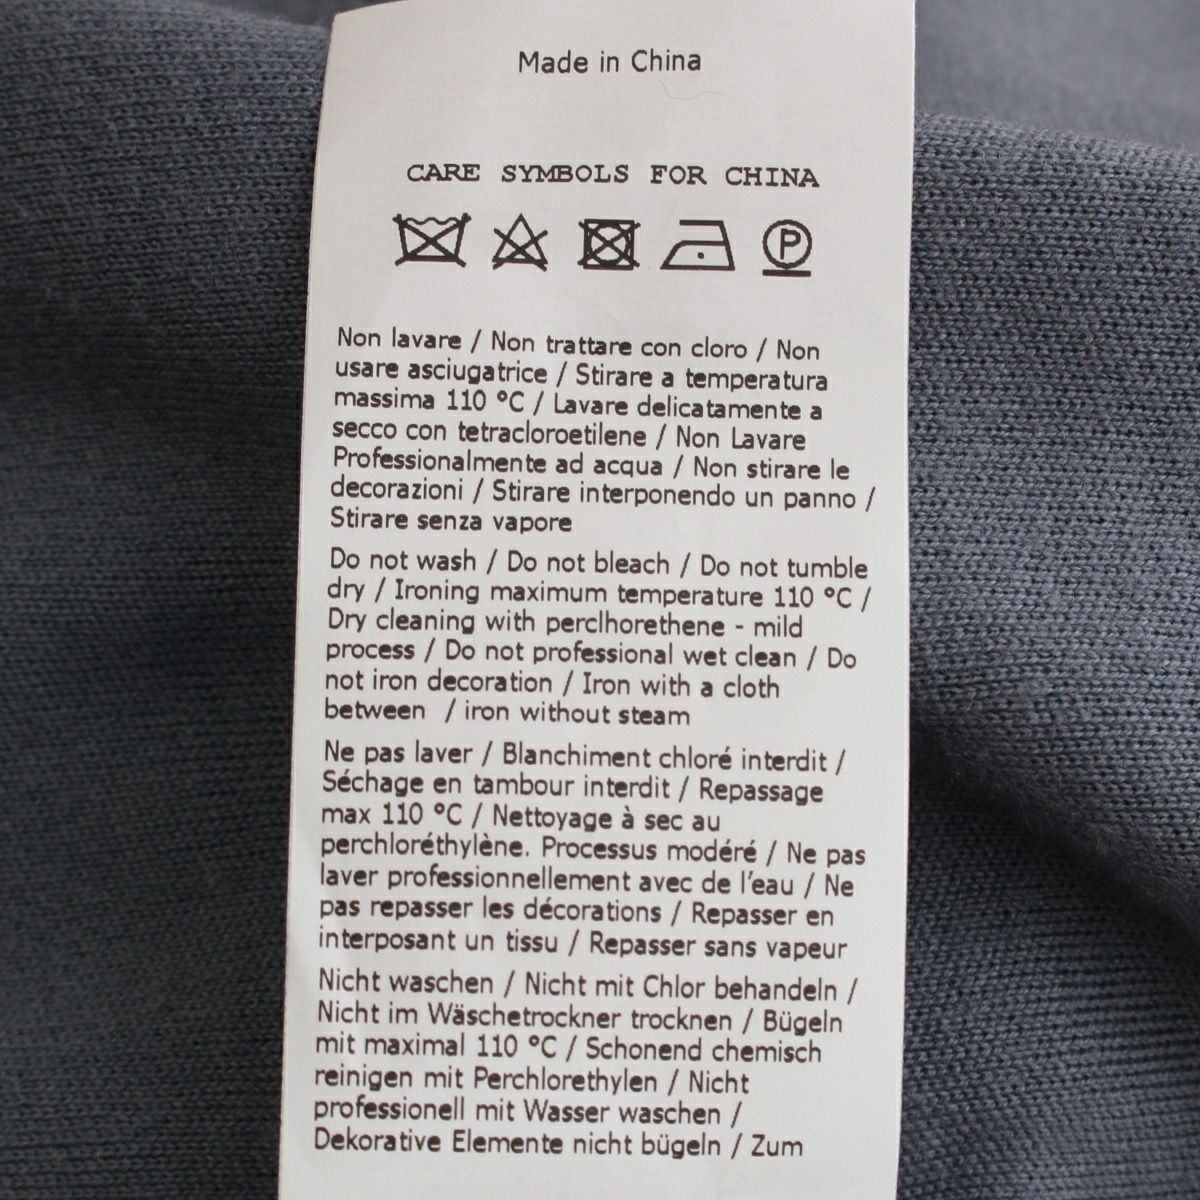 Made in China
CARE SYMBOLS FOR CHINA
P
Non lavare / Non trattare con cloro / Non
usare asciugatrice / Stirare a temperatura
massima 110 °C / Lavare delicatamente a
secco con tetracloroetilene / Non Lavare
Professionalmente ad acqua / Non stirare le
decorazioni / Stirare interponendo un panno /
Stirare senza vapore
Do not wash / Do not bleach / Do not tumble
dry / Ironing maximum temperature 110 °C /
Dry cleaning with perclhorethene - mild
process / Do not professional wet clean / Do
not iron decoration / Iron with a cloth
between / iron without steam
Ne pas laver / Blanchiment chloré interdit /
Séchage en tambour interdit / Repassage
max 110 °C / Nettoyage à sec au
perchloréthylène. Processus modéré / Ne pas
laver professionnellement avec de l'eau / Ne
pas repasser les décorations / Repasser en
interposant un tissu / Repasser sans vapeur
Nicht waschen / Nicht mit Chlor behandeln /
Nicht im Wäschetrockner trocknen / Bügeln
mit maximal 110 °C / Schonend chemisch
reinigen mit Perchlorethylen / Nicht
professionell mit Wasser waschen /
Dekorative Elemente nicht bügeln / Zum